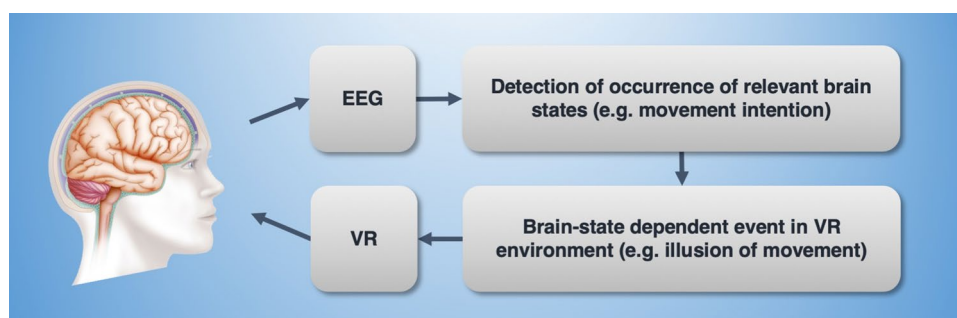 EEG
Detection of occurrence of relevant brain
states (e.g. movement intention)
VR
Brain-state dependent event in VR
environment (e.g. illusion of movement)